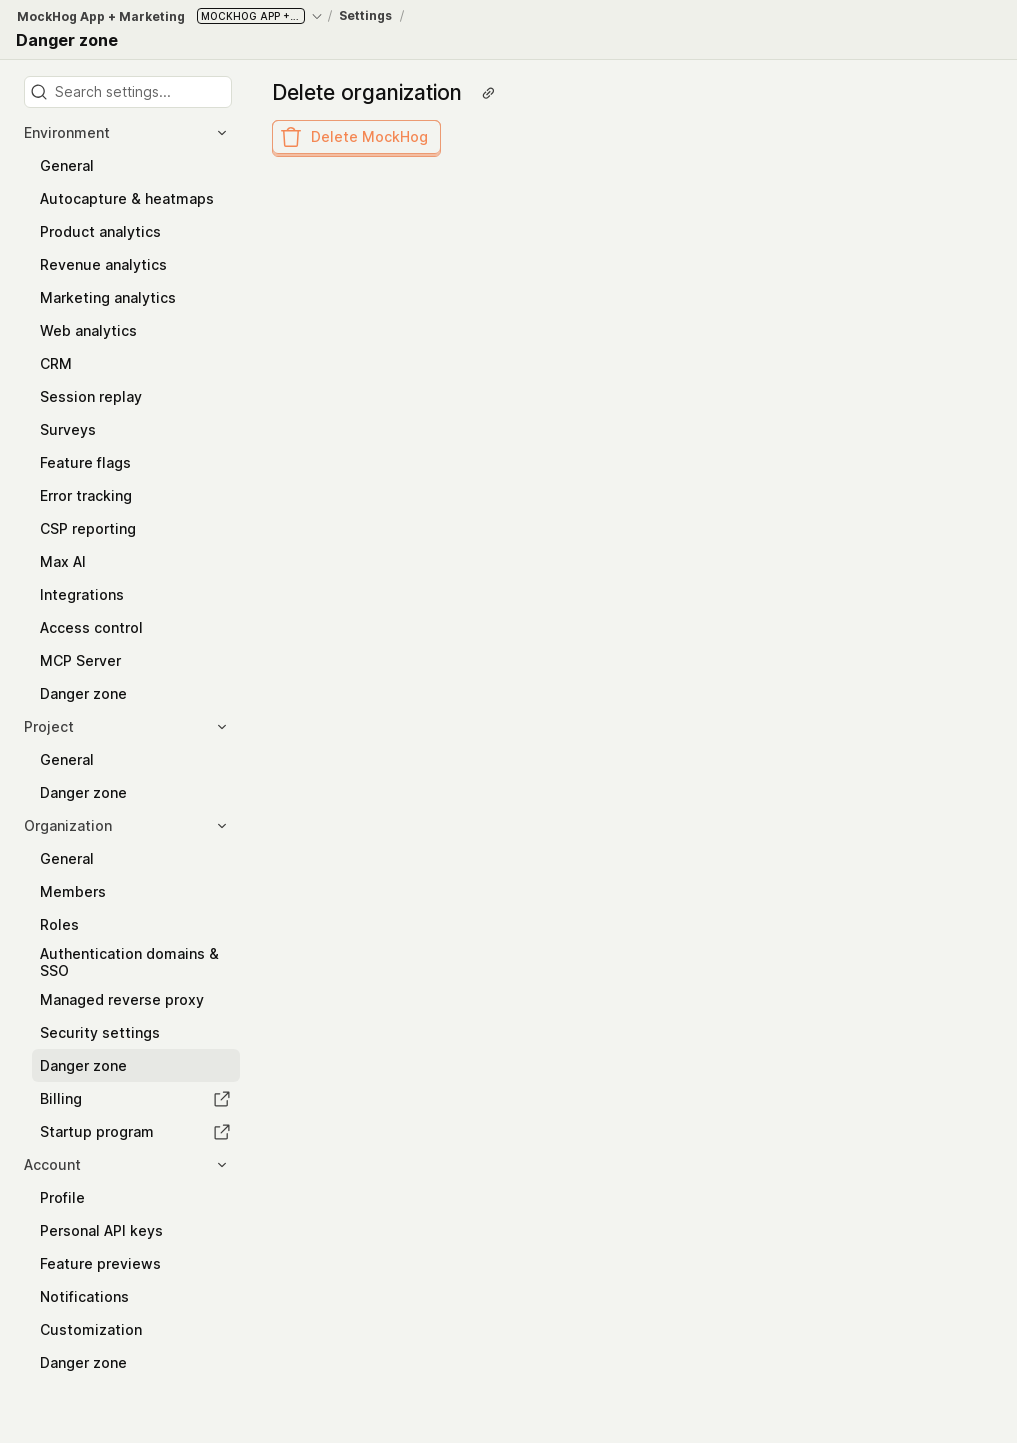 MockHog App + Marketing MOCKHOG APP +... / Settings /
Danger zone
Search settings...
Environment
General
Autocapture & heatmaps
Product analytics
Revenue analytics
Marketing analytics
Web analytics
CRM
Session replay
Surveys
Feature flags
Error tracking
CSP reporting
Max AI
Integrations
Access control
MCP Server
Danger zone
Project
General
Danger zone
Organization
General
Members
Roles
Authentication domains &
SSO
Managed reverse proxy
Security settings
Danger zone
Billing
Startup program
Account
Profile
Personal API keys
Feature previews
Notifications
Customization
Danger zone
Delete organization
Delete MockHog